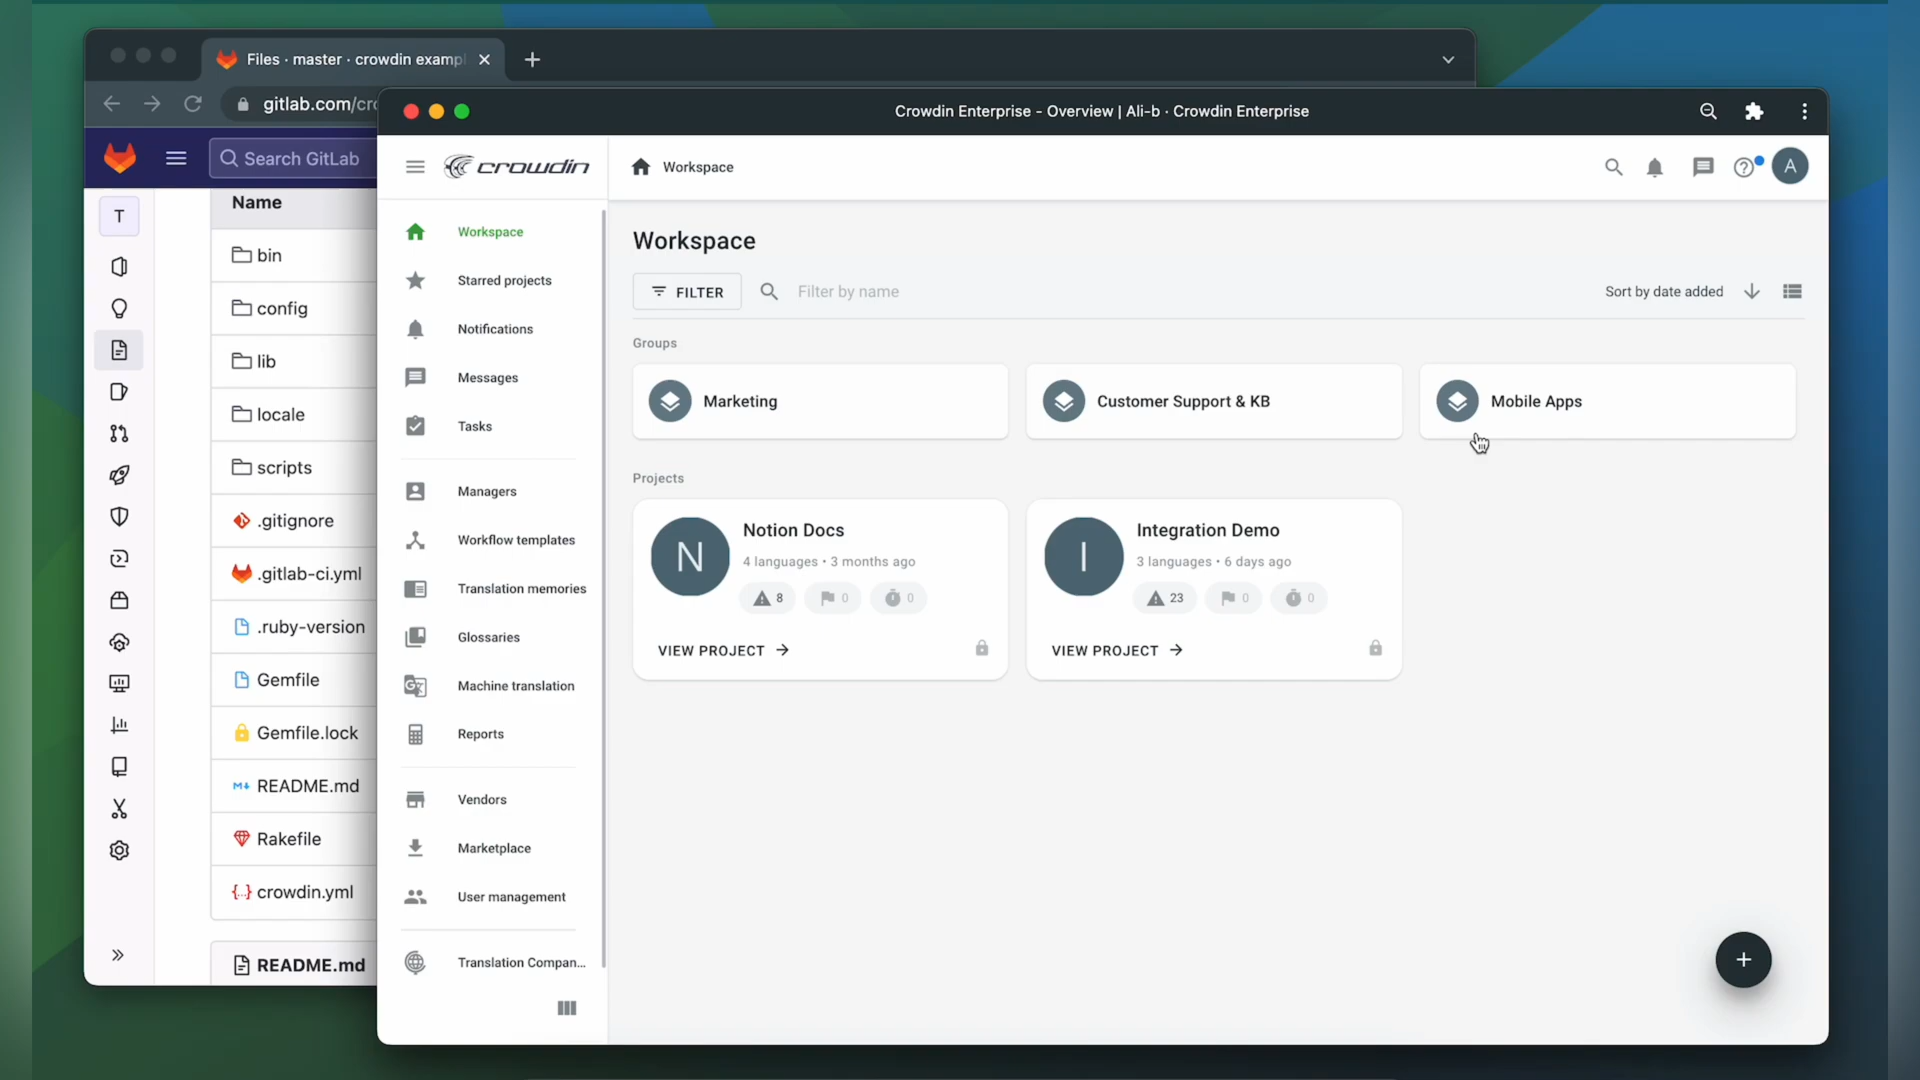 Files · master · crowdin exampl
gitlab.com/cro
Search GitLab
T
Name
bin
config
lib
locale
scripts
.gitignore
.gitlab-ci.yml
.ruby-version
Gemfile
Gemfile.lock
README.md
Rakefile
crowdin.yml
README.md
Crowdin Enterprise - Overview | Ali-b · Crowdin Enterprise
crowdin
Workspace
A
Workspace
Starred projects
Notifications
Messages
Tasks
Managers
Workflow templates
Translation memories
Glossaries
Machine translation
Reports
Vendors
Marketplace
User management
Translation Compan...
Workspace
FILTER
Filter by name
Sort by date added
Groups
Marketing
Customer Support & KB
Mobile Apps
Projects
N
Notion Docs
4 languages • 3 months ago
8 0 0
VIEW PROJECT
I
Integration Demo
3 languages • 6 days ago
23 0 0
VIEW PROJECT